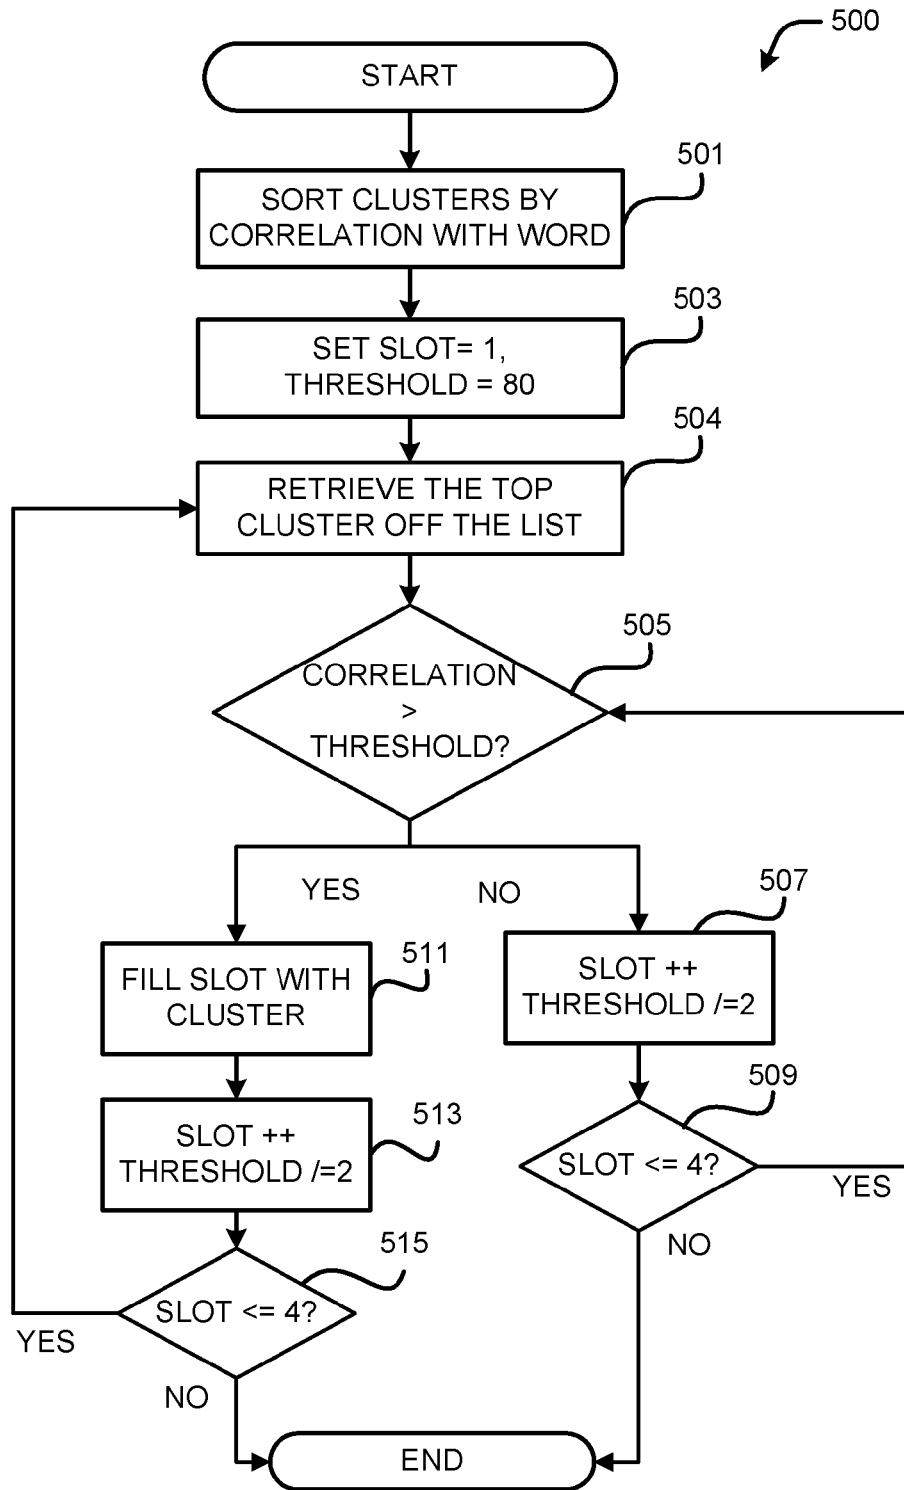 500
START
501
SORT CLUSTERS BY
CORRELATION WITH WORD
503
SET SLOT= 1,
THRESHOLD = 80
504
RETRIEVE THE TOP
CLUSTER OFF THE LIST
505
CORRELATION
>
THRESHOLD?
YES
NO
507
511
FILL SLOT WITH
CLUSTER
SLOT ++
THRESHOLD /=2
509
513
SLOT ++
THRESHOLD /=2
SLOT <= 4?
YES
NO
515
SLOT <= 4?
YES
NO
END